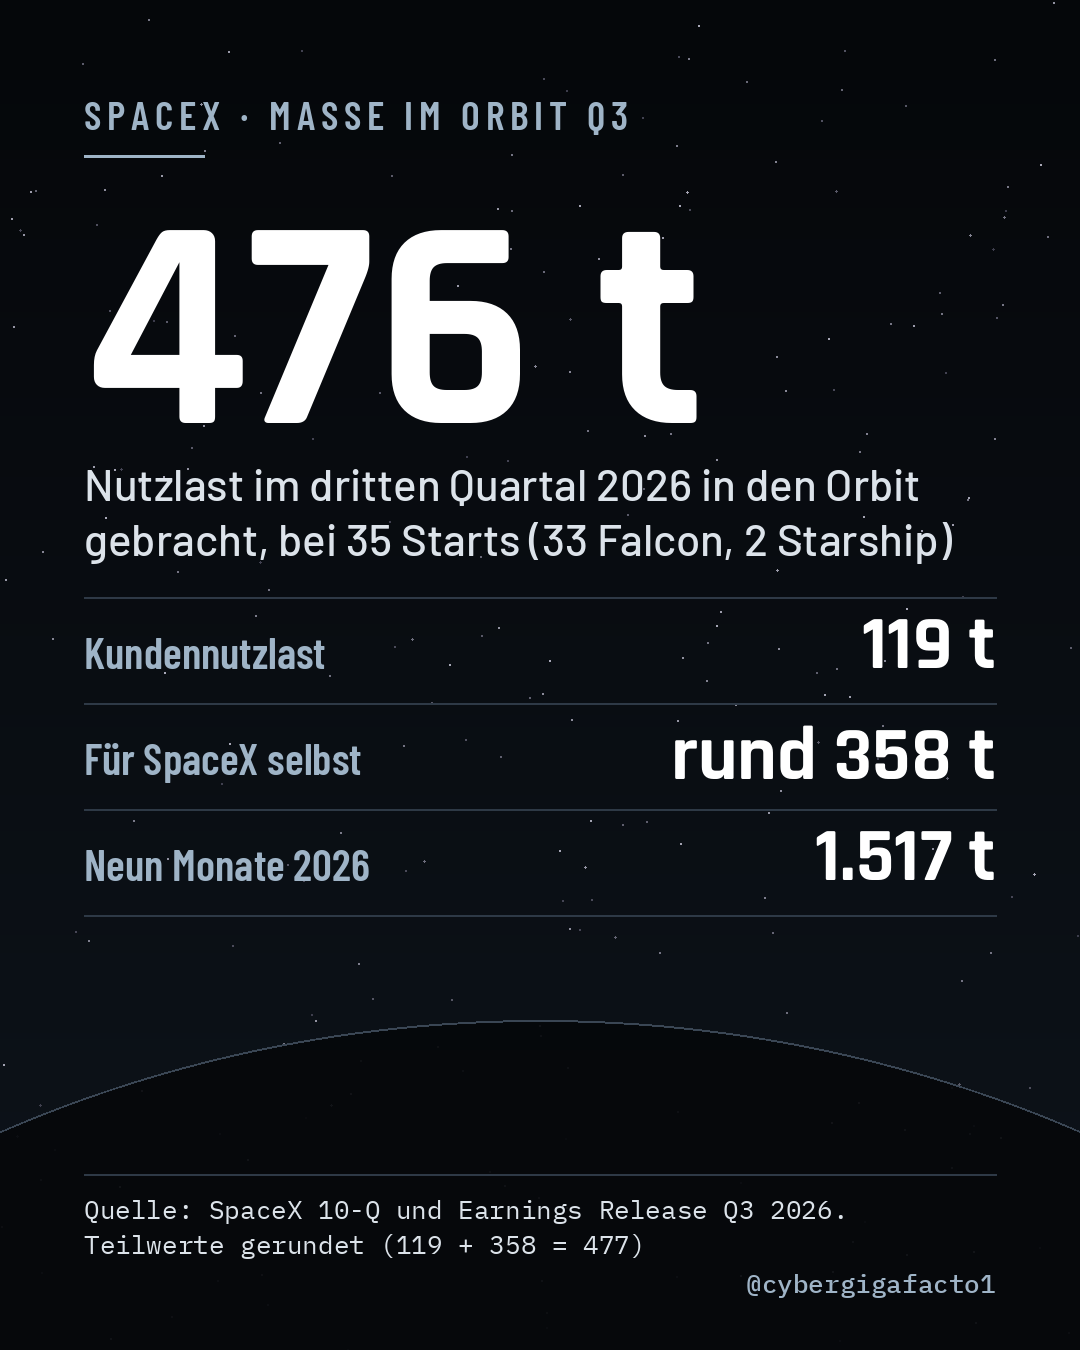 SPACEX · MASSE IM ORBIT Q3
476 t
Nutzlast im dritten Quartal 2026 in den Orbit
gebracht, bei 35 Starts (33 Falcon, 2 Starship)
Kundennutzlast 119 t
Für SpaceX selbst rund 358 t
Neun Monate 2026 1.517 t
Quelle: SpaceX 10-Q und Earnings Release Q3 2026.
Teilwerte gerundet (119 + 358 = 477)
@cybergigafacto1